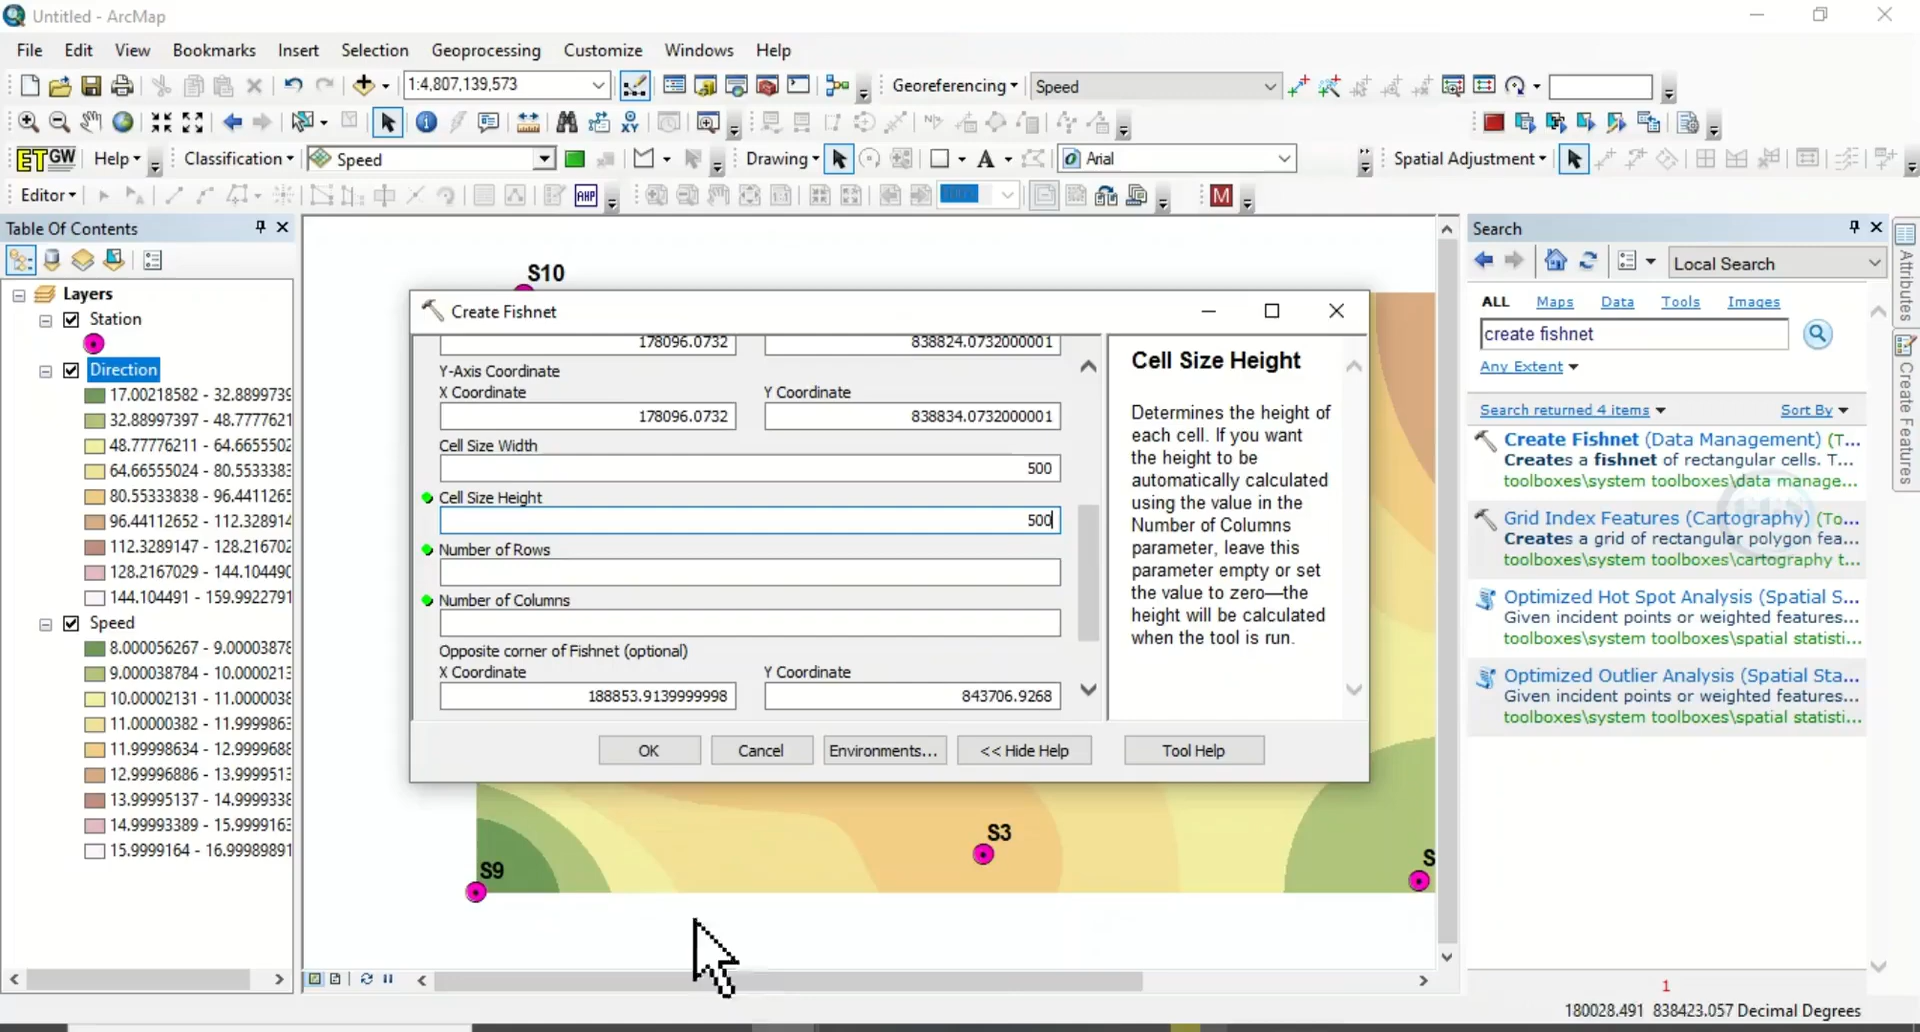 Untitled - ArcMap
File Edit View Bookmarks Insert Selection Geoprocessing Customize Windows Help
1:4,807,139,573 Georeferencing Speed
ETGW Help Classification Speed Drawing A Arial Spatial Adjustment
Editor AHP M
Table Of Contents
Layers
Station
Direction
17.00218582 - 32.8899739
32.88997397 - 48.7777621
48.77776211 - 64.6655502
64.66555024 - 80.5533383
80.55333838 - 96.4411265
96.44112652 - 112.328914
112.3289147 - 128.216702
128.2167029 - 144.104490
144.104491 - 159.9922791
Speed
8.000056267 - 9.00003878
9.000038784 - 10.0000213
10.00002131 - 11.0000038
11.00000382 - 11.9999863
11.99998634 - 12.9999688
12.99996886 - 13.9999513
13.99995137 - 14.9999338
14.99993389 - 15.9999163
15.9999164 - 16.99989891
S10
Create Fishnet
178096.0732 838824.0732000001
Y-Axis Coordinate
X Coordinate Y Coordinate
178096.0732 838834.0732000001
Cell Size Width
500
Cell Size Height
500
Number of Rows
Number of Columns
Opposite corner of Fishnet (optional)
X Coordinate Y Coordinate
188853.9139999998 843706.9268
OK Cancel Environments... << Hide Help Tool Help
Cell Size Height
Determines the height of
each cell. If you want
the height to be
automatically calculated
using the value in the
Number of Columns
parameter, leave this
parameter empty or set
the value to zero—the
height will be calculated
when the tool is run.
S3
S9
S
Search
Local Search
ALL Maps Data Tools Images
create fishnet
Any Extent
Search returned 4 items Sort By
Create Fishnet (Data Management) (T...
Creates a fishnet of rectangular cells. T...
toolboxes\system toolboxes\data manage...
Grid Index Features (Cartography) (To...
Creates a grid of rectangular polygon fea...
toolboxes\system toolboxes\cartography t...
Optimized Hot Spot Analysis (Spatial S...
Given incident points or weighted features...
toolboxes\system toolboxes\spatial statisti...
Optimized Outlier Analysis (Spatial Sta...
Given incident points or weighted features...
toolboxes\system toolboxes\spatial statisti...
1
Attributes
Create Features
180028.491 838423.057 Decimal Degrees